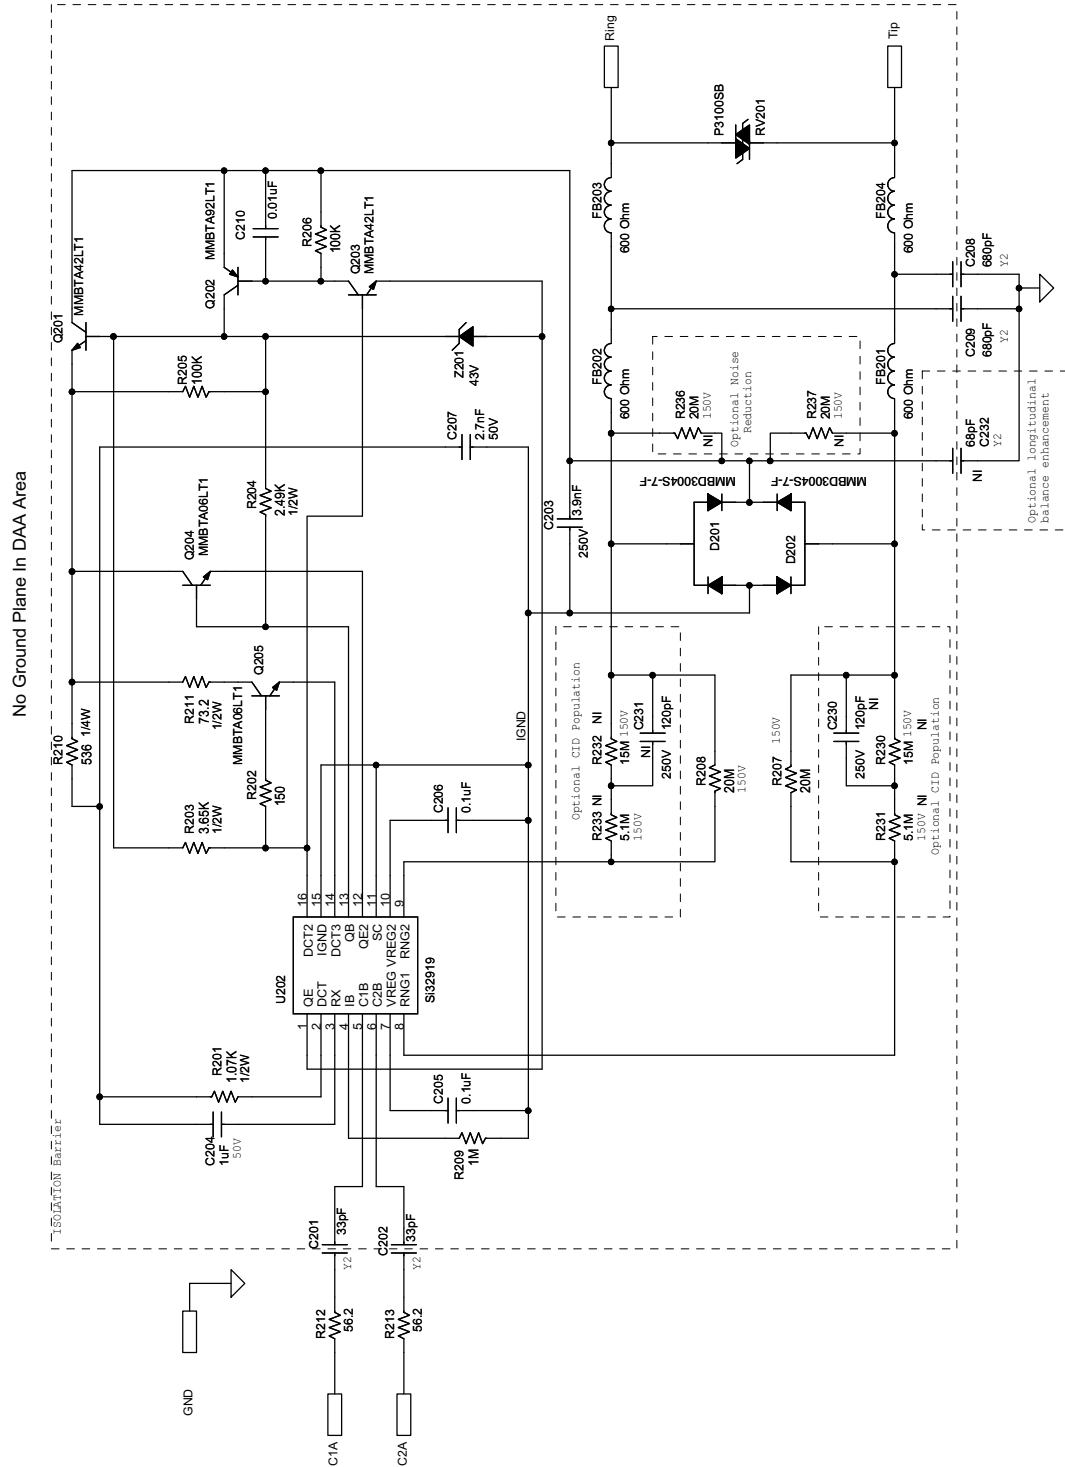 No Ground Plane In DAA Area
ISOLATION Barrier
Q201
MMBTA42LT1
MMBTA92LT1
Q202
C210
0.01uF
R206
100K
Q203
MMBTA42LT1
R205
100K
Z201
43V
C207
2.7nF
50V
R204
2.49K
1/2W
Q204
MMBTA06LT1
R210
536
1/4W
R211
73.2
1/2W
Q205
MMBTA06LT1
R202
150
R203
3.65K
1/2W
IGND
C206
0.1uF
U202
Si32919
1
2
3
4
5
6
7
8
QE
DCT
RX
IB
C1B
C2B
VREG
RNG1
16
15
14
13
12
11
10
9
DCT2
IGND
DCT3
QB
QE2
SC
VREG2
RNG2
R201
1.07K
1/2W
C204
1uF
50V
C205
0.1uF
R209
1M
C201
33pF
Y2
C202
33pF
Y2
R212
56.2
R213
56.2
GND
C1A
C2A
Ring
Tip
P3100SB
RV201
FB203
600 Ohm
FB204
600 Ohm
C208
680pF
Y2
C209
680pF
Y2
FB202
600 Ohm
FB201
600 Ohm
R236
20M
150V
NI
Optional Noise
Reduction
R237
20M
150V
NI
68pF
C232
Y2
NI
Optional longitudinal
balance enhancement
C203
3.9nF
250V
MMBD3004S-7-F
MMBD3004S-7-F
D201
D202
Optional CID Population
R232
NI
15M
150V
C231
120pF
NI
250V
R233
NI
5.1M
150V
R208
20M
150V
R207
150V
20M
C230
120pF
NI
250V
R230
NI
15M
150V
R231
NI
5.1M
150V
Optional CID Population